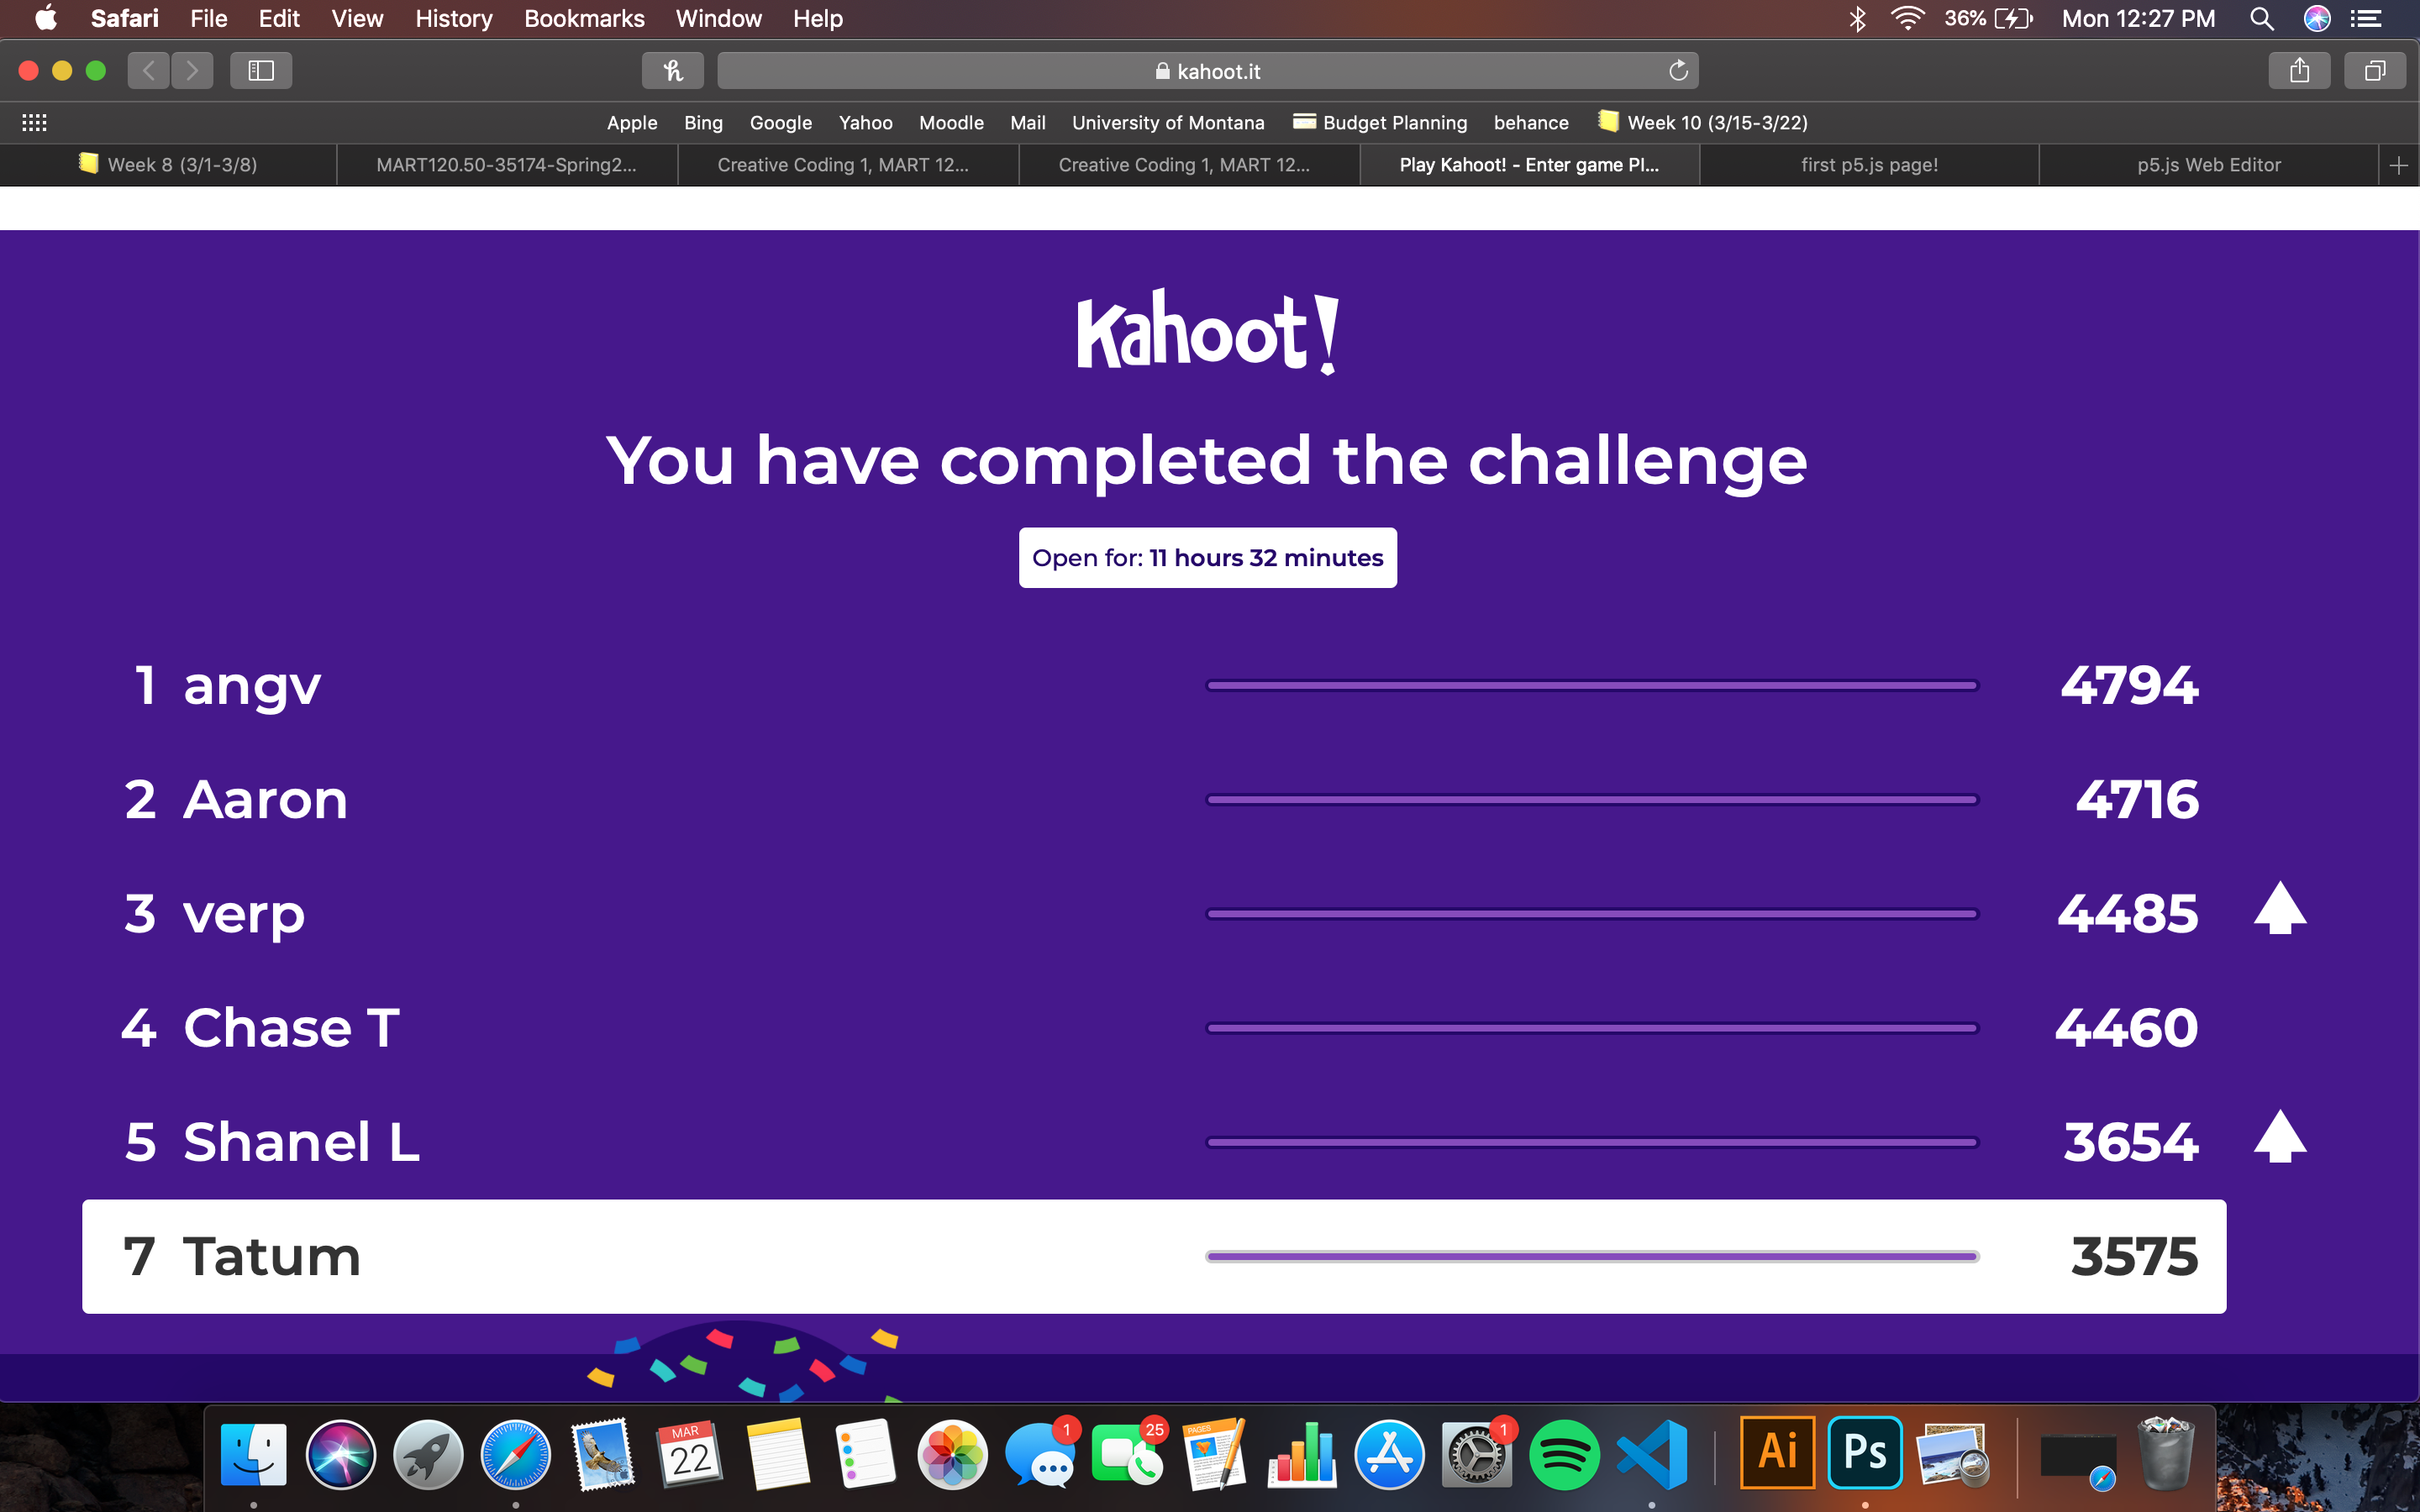 Safari File Edit View History Bookmarks Window Help 36% Mon 12:27 PM
kahoot.it
Apple Bing Google Yahoo Moodle Mail University of Montana Budget Planning behance Week 10 (3/15-3/22)
Week 8 (3/1-3/8) MART120.50-35174-Spring2... Creative Coding 1, MART 12... Creative Coding 1, MART 12... Play Kahoot! - Enter game PI... first p5.js page! p5.js Web Editor
Kahoot!
You have completed the challenge
Open for: 11 hours 32 minutes
1 angv 4794
2 Aaron 4716
3 verp 4485
4 Chase T 4460
5 Shanel L 3654
7 Tatum 3575
MAR 22 1 25 PAGES 1 Ai Ps